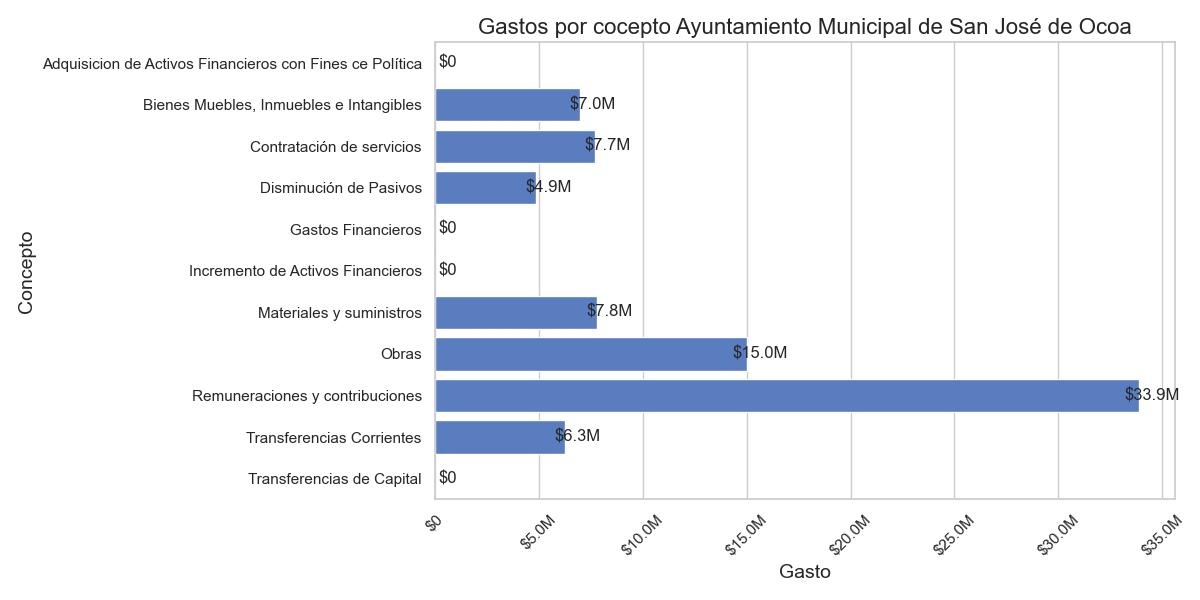 Gastos por cocepto Ayuntamiento Municipal de San José de Ocoa
Concepto
Adquisicion de Activos Financieros con Fines ce Política $0
Bienes Muebles, Inmuebles e Intangibles $7.0M
Contratación de servicios $7.7M
Disminución de Pasivos $4.9M
Gastos Financieros $0
Incremento de Activos Financieros $0
Materiales y suministros $7.8M
Obras $15.0M
Remuneraciones y contribuciones $33.9M
Transferencias Corrientes $6.3M
Transferencias de Capital $0
$0 $5.0M $10.0M $15.0M $20.0M $25.0M $30.0M $35.0M
Gasto